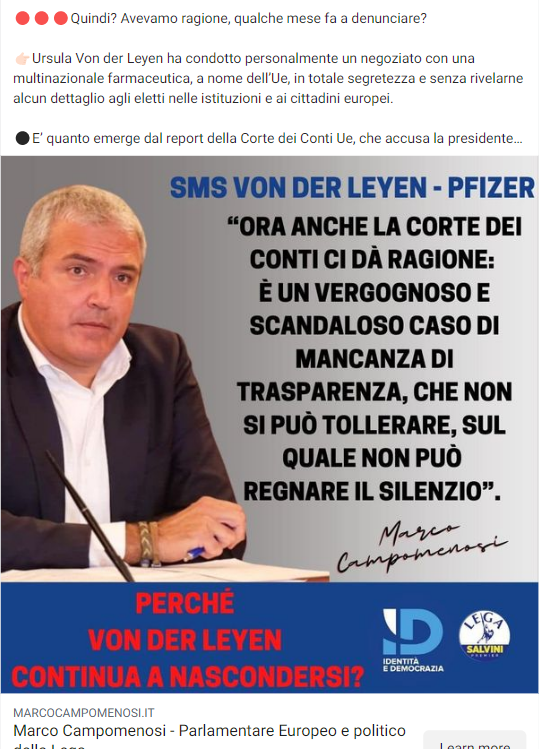 Quindi? Avevamo ragione, qualche mese fa a denunciare?
Ursula Von der Leyen ha condotto personalmente un negoziato con una
multinazionale farmaceutica, a nome dell'Ue, in totale segretezza e senza rivelarne
alcun dettaglio agli eletti nelle istituzioni e ai cittadini europei.
E' quanto emerge dal report della Corte dei Conti Ue, che accusa la presidente...
SMS VON DER LEYEN - PFIZER
“ORA ANCHE LA CORTE DEI
CONTI CI DÀ RAGIONE:
È UN VERGOGNOSO E
SCANDALOSO CASO DI
MANCANZA DI
TRASPARENZA, CHE NON
SI PUÒ TOLLERARE, SUL
QUALE NON PUÒ
REGNARE IL SILENZIO”.
Marco
Campomenosi
PERCHÉ
VON DER LEYEN
CONTINUA A NASCONDERSI?
ID
IDENTITÀ
E DEMOCRAZIA
LEGA
SALVINI
PREMIER
MARCOCAMPOMENOSI.IT
Marco Campomenosi - Parlamentare Europeo e politico
della Lega
Learn more